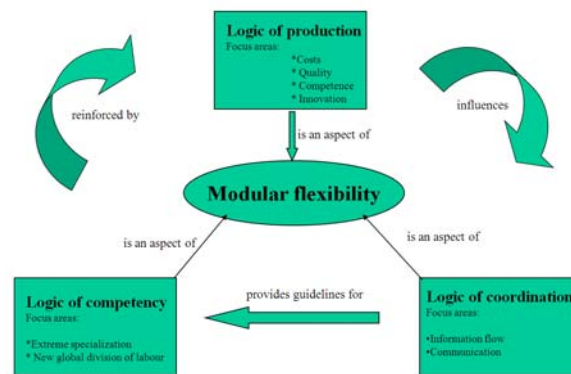 Logic of production
Focus areas:
*Costs
* Quality
* Competence
* Innovation
reinforced by
influences
is an aspect of
Modular flexibility
is an aspect of
is an aspect of
provides guidelines for
Logic of competency
Focus areas:
*Extreme specialization
* New global division of labour
Logic of coordination
Focus areas:
•Information flow
•Communication